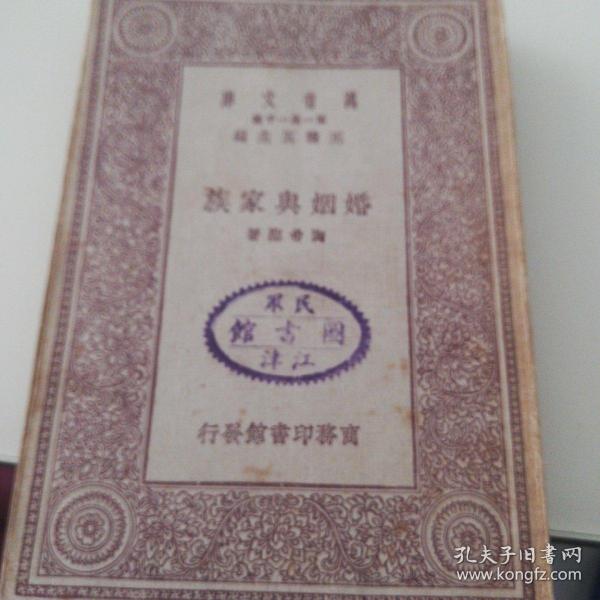 萬有文庫
第一集一千種
王雲五主編
婚姻與家族
陶希聖著
民眾
圖書館
江津
商務印書館發行
孔夫子旧书网
www.kongfz.com